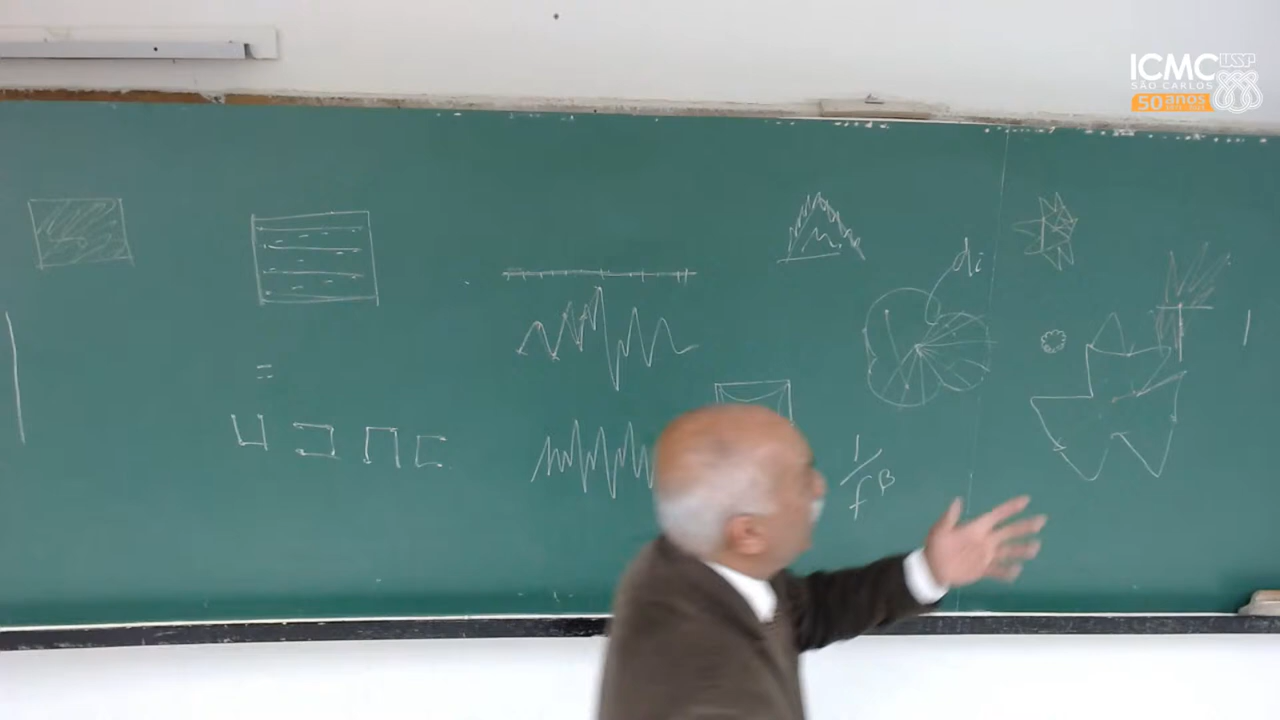 ICMC USP
SÃO CARLOS
50 anos
di
=
1/f^β